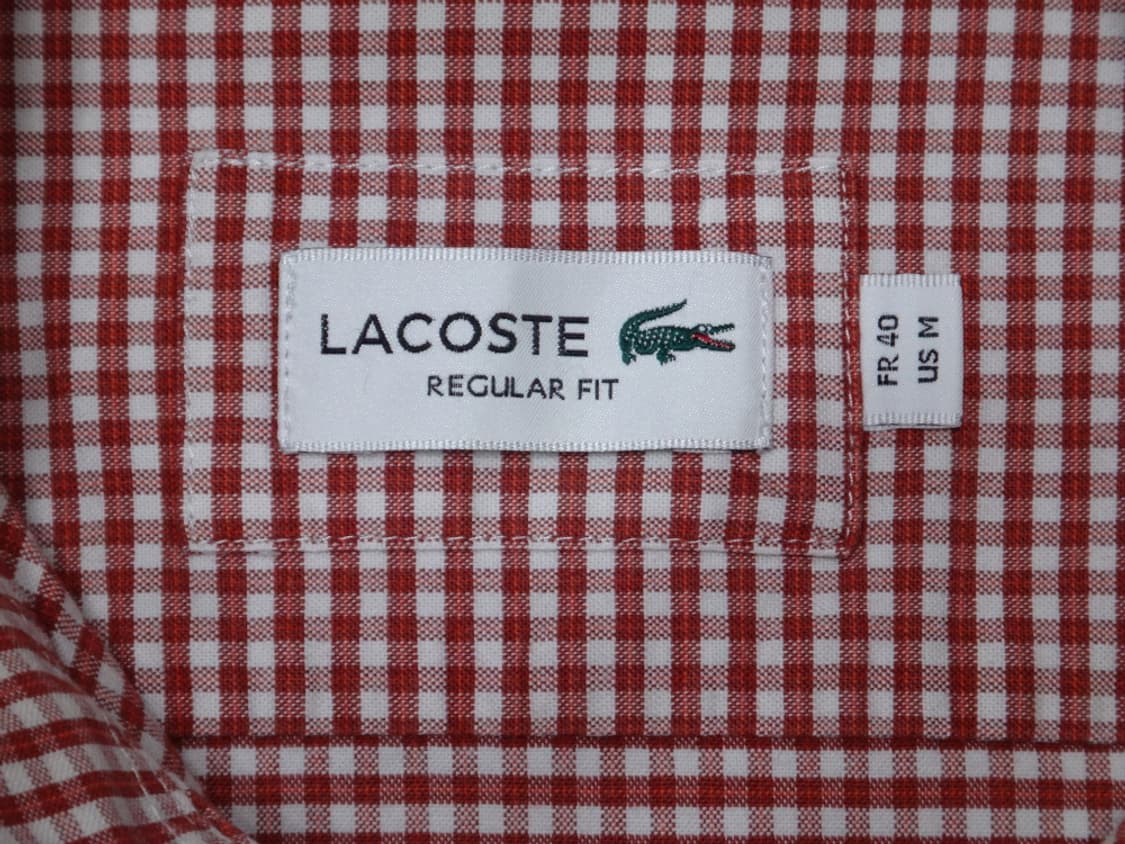 LACOSTE
REGULAR FIT
FR 40
US M